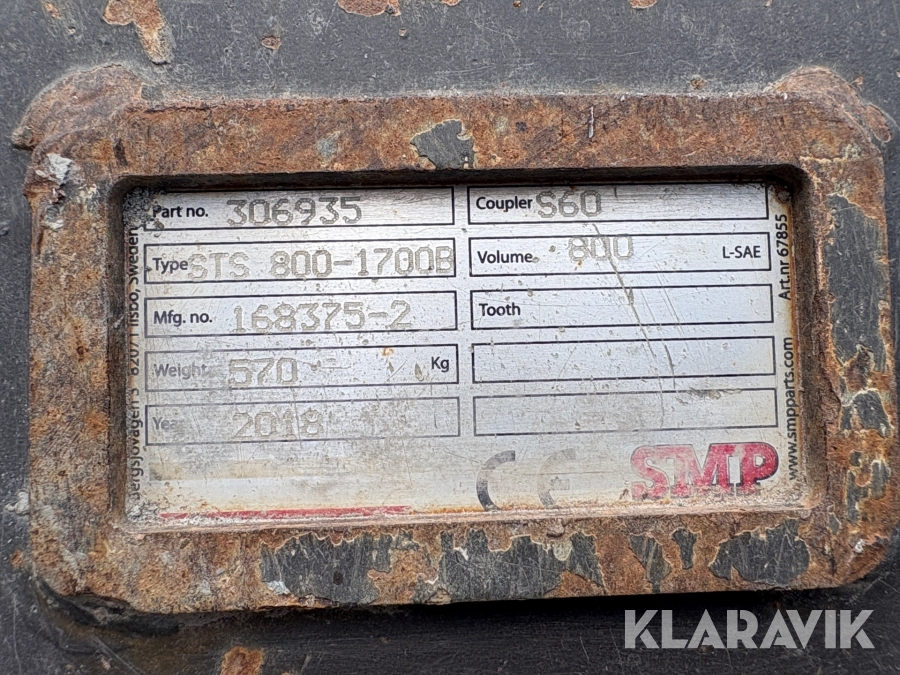 Part no. 306935
Type STS 800-1700B
Mfg. no. 168375-2
Weight 570 Kg
Year 2018
Coupler S60
Volume 800 L-SAE
Tooth
CE
SMP
Art.nr 67855
www.smpparts.com
Sweden
KLARAVIK